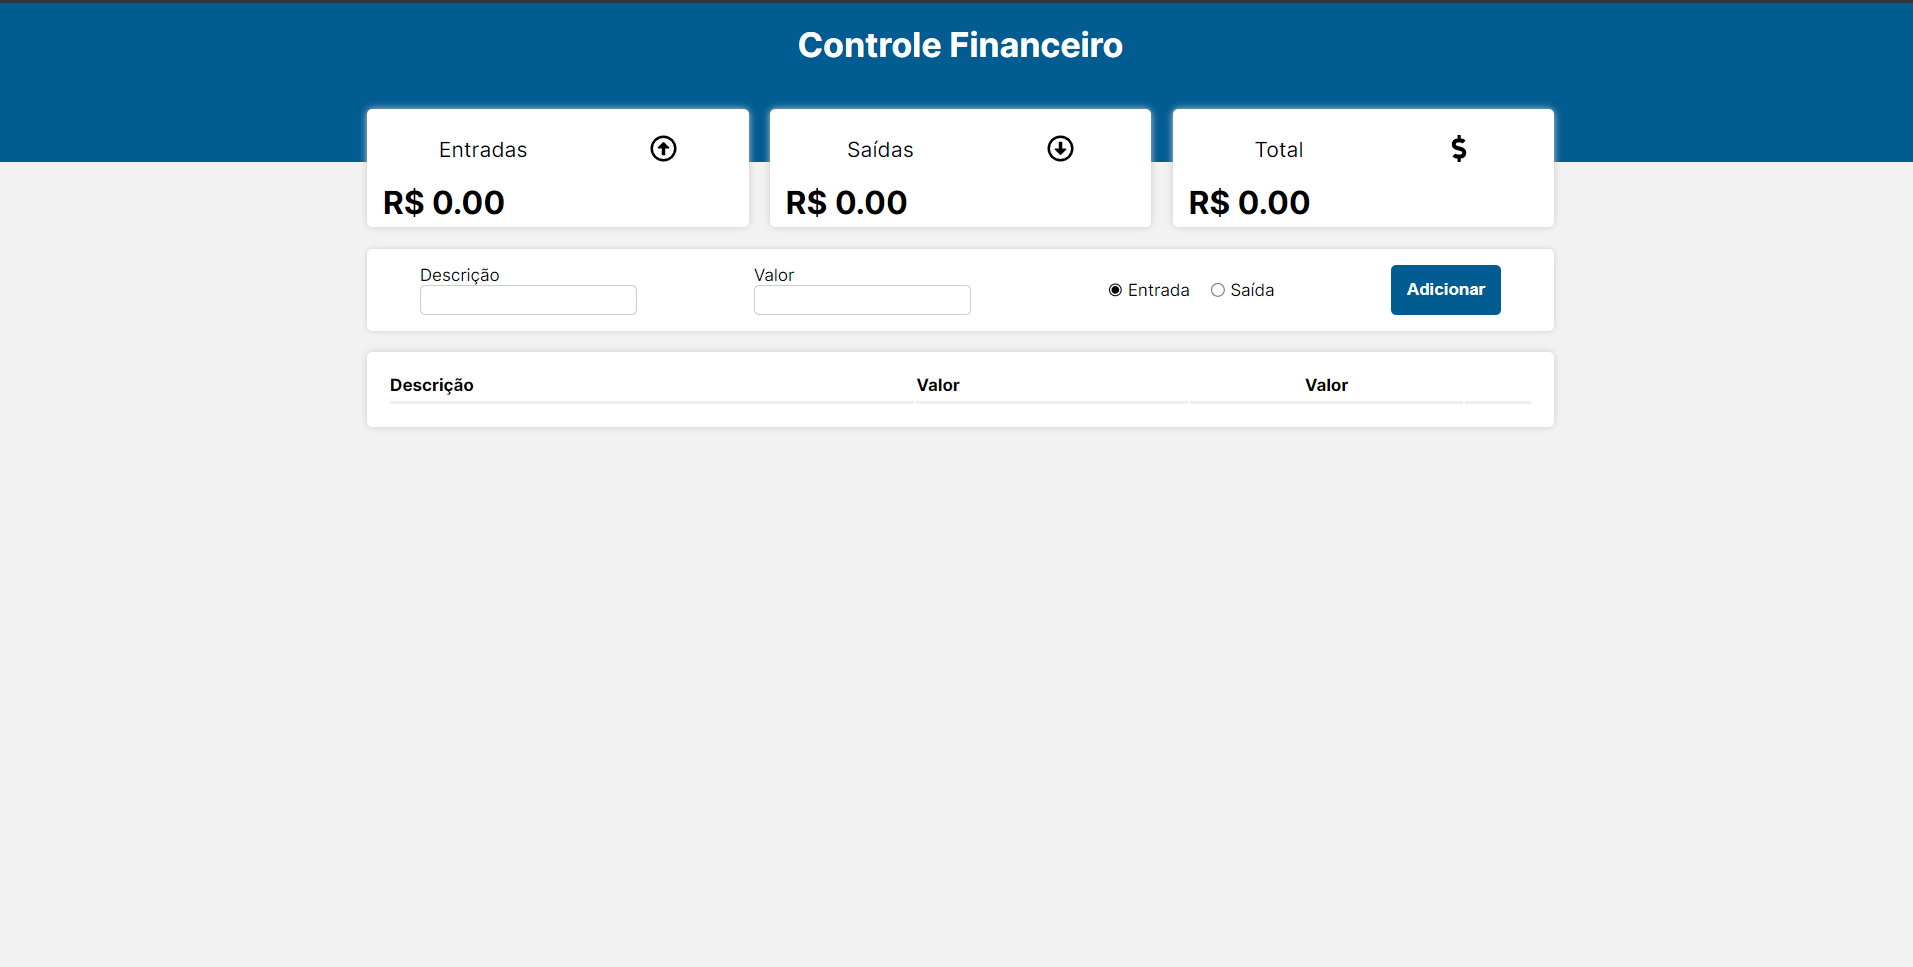 Controle Financeiro
Entradas
R$ 0.00
Saídas
R$ 0.00
Total
$
R$ 0.00
Descrição
Valor
Entrada Saída
Adicionar
Descrição Valor Valor